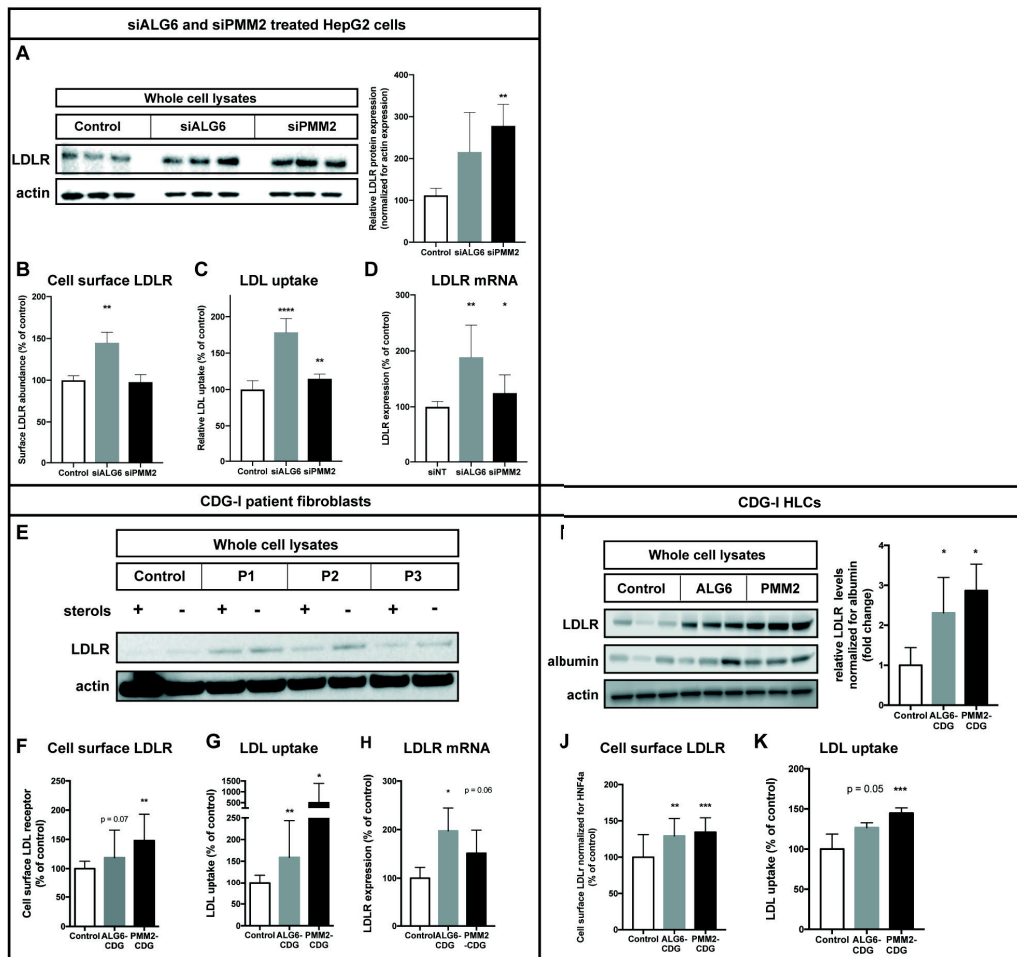 siALG6 and siPMM2 treated HepG2 cells
A
Whole cell lysates
Control siALG6 siPMM2
LDLR
actin
Relative LDLR protein expression
(normalized for actin expression)
400
300
200
100
0
**
Control siALG6 siPMM2
B
Cell surface LDLR
Surface LDLR abundance (% of control)
200
150
100
50
0
**
Control siALG6 siPMM2
C
LDL uptake
Relative LDL uptake (% of control)
200
150
100
50
0
****
**
Control siALG6 siPMM2
D
LDLR mRNA
LDLR expression (% of control)
300
200
100
0
** *
siNT siALG6 siPMM2
CDG-I patient fibroblasts
E
Whole cell lysates
Control P1 P2 P3
sterols + - + - + - + -
LDLR
actin
F
Cell surface LDLR
Cell surface LDL receptor
(% of control)
250
200
150
100
50
0
p = 0.07
**
Control ALG6- PMM2-
CDG CDG
G
LDL uptake
LDL uptake (% of control)
1500
1000
500
250
200
150
100
50
0
**
*
Control ALG6- PMM2-
CDG CDG
H
LDLR mRNA
LDLR expression (% of control)
300
200
100
0
*
p = 0.06
Control ALG6- PMM2
CDG -CDG
CDG-I HLCs
I
Whole cell lysates
Control ALG6 PMM2
LDLR
albumin
actin
relative LDLR levels
normalized for albumin
(fold change)
4
3
2
1
0
* *
Control ALG6- PMM2-
CDG CDG
J
Cell surface LDLR
Cell surface LDLr normalized for HNF4a
(% of control)
200
150
100
50
0
** ***
Control ALG6- PMM2-
CDG CDG
K
LDL uptake
LDL uptake (% of control)
200
150
100
50
0
p = 0.05 ***
Control ALG6- PMM2-
CDG CDG